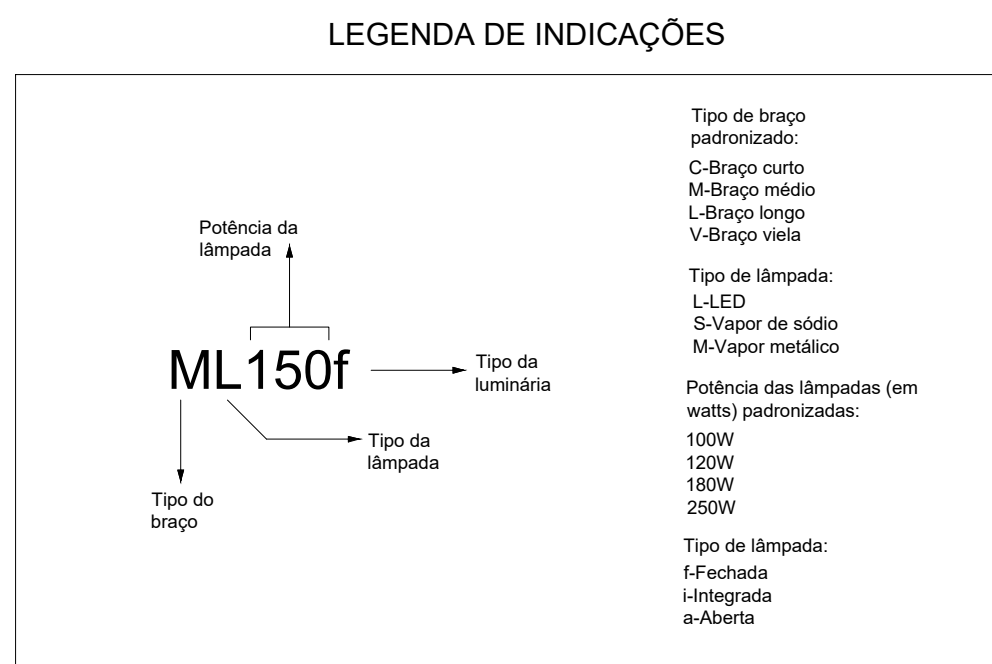 LEGENDA DE INDICAÇÕES
Potência da
lâmpada
ML150f
Tipo da
luminária
Tipo da
lâmpada
Tipo do
braço
Tipo de braço
padronizado:
C-Braço curto
M-Braço médio
L-Braço longo
V-Braço viela
Tipo de lâmpada:
L-LED
S-Vapor de sódio
M-Vapor metálico
Potência das lâmpadas (em
watts) padronizadas:
100W
120W
180W
250W
Tipo de lâmpada:
f-Fechada
i-Integrada
a-Aberta